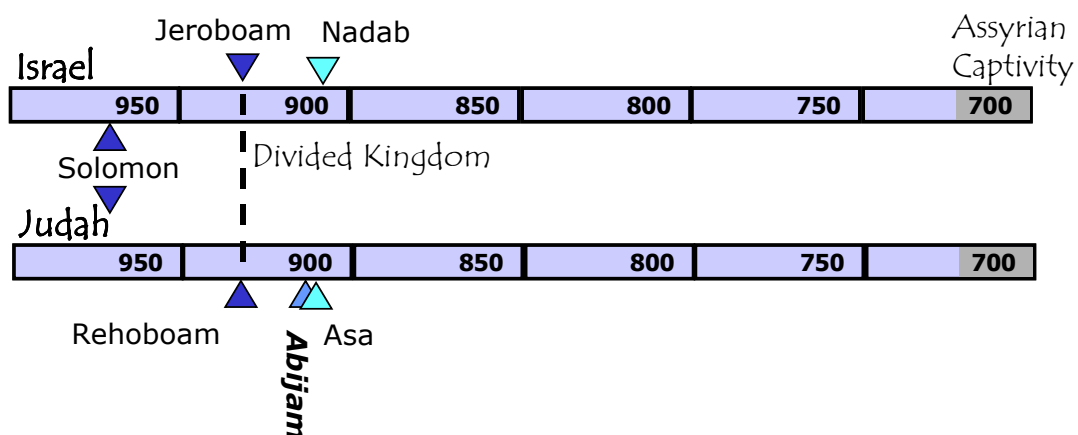 Jeroboam Nadab
Assyrian
Captivity
Israel
950 900 850 800 750 700
Solomon
Divided Kingdom
Judah
950 900 850 800 750 700
Rehoboam
Asa
Abijam